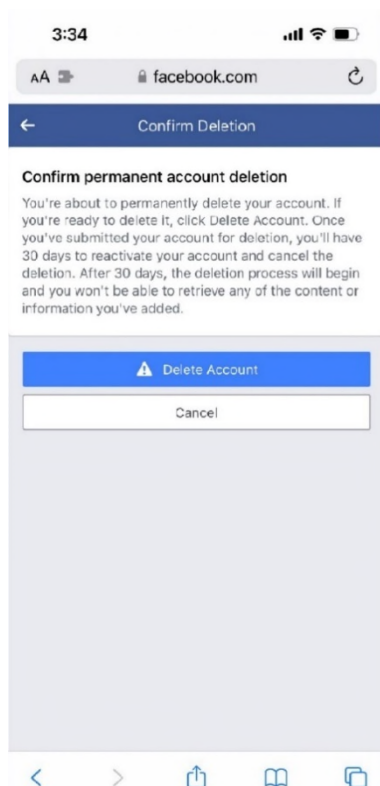 3:34
AA facebook.com
Confirm Deletion
Confirm permanent account deletion
You're about to permanently delete your account. If
you're ready to delete it, click Delete Account. Once
you've submitted your account for deletion, you'll have
30 days to reactivate your account and cancel the
deletion. After 30 days, the deletion process will begin
and you won't be able to retrieve any of the content or
information you've added.
Delete Account
Cancel